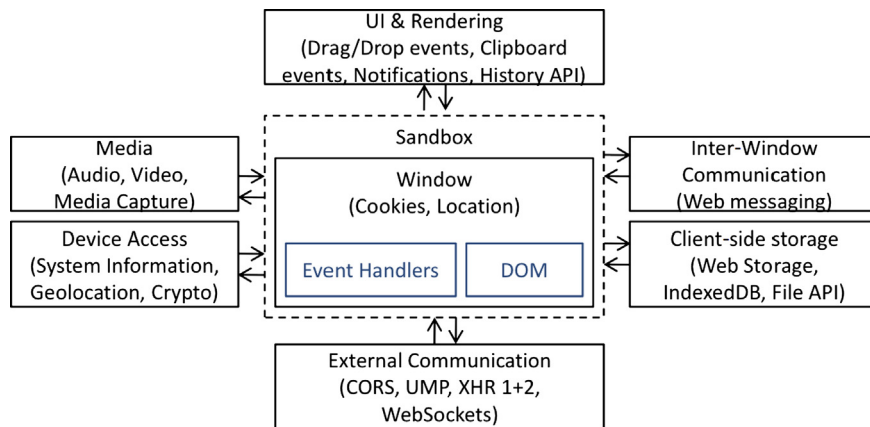 UI & Rendering
(Drag/Drop events, Clipboard
events, Notifications, History API)
Sandbox
Media
(Audio, Video,
Media Capture)
Window
(Cookies, Location)
Inter-Window
Communication
(Web messaging)
Device Access
(System Information,
Geolocation, Crypto)
Event Handlers
DOM
Client-side storage
(Web Storage,
IndexedDB, File API)
External Communication
(CORS, UMP, XHR 1+2,
WebSockets)